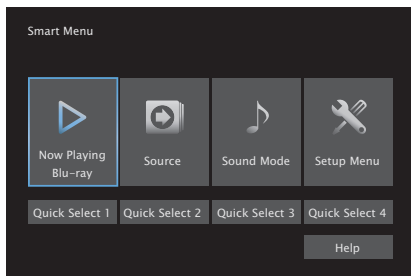 Smart Menu
Now Playing
Blu-ray
Source
Sound Mode
Setup Menu
Quick Select 1
Quick Select 2
Quick Select 3
Quick Select 4
Help